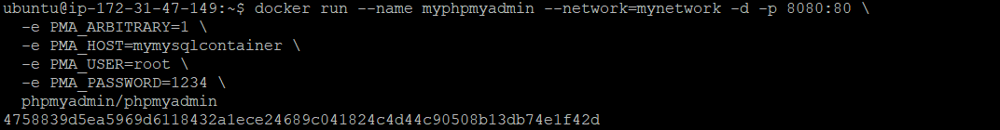 ubuntu@ip-172-31-47-149:~$ docker run --name myphpmyadmin --network=mynetwork -d -p 8080:80 \
  -e PMA_ARBITRARY=1 \
  -e PMA_HOST=mymysqlcontainer \
  -e PMA_USER=root \
  -e PMA_PASSWORD=1234 \
  phpmyadmin/phpmyadmin
4758839d5ea5969d6118432a1ece24689c041824c4d44c90508b13db74e1f42d